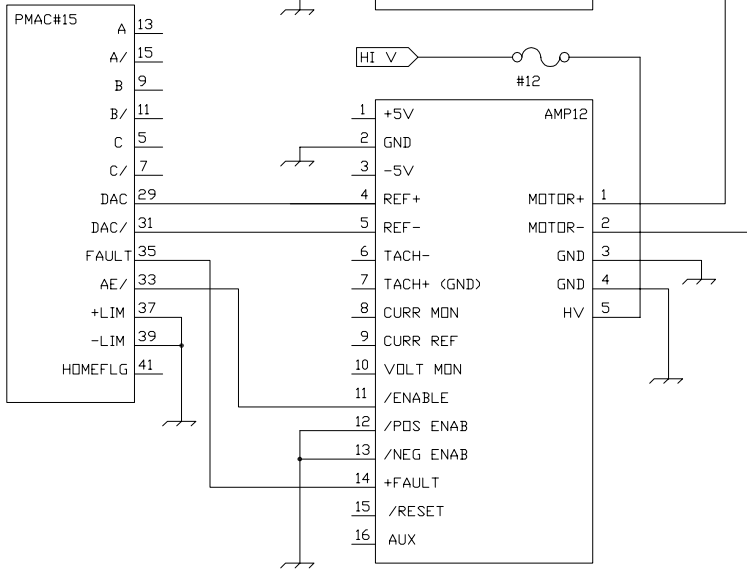 PMAC#15
A 13
A/ 15
B 9
B/ 11
C 5
C/ 7
DAC 29
DAC/ 31
FAULT 35
AE/ 33
+LIM 37
-LIM 39
HOMEFLG 41
HI V
#12
AMP12
1 +5V
2 GND
3 -5V
4 REF+
5 REF-
6 TACH-
7 TACH+ (GND)
8 CURR MON
9 CURR REF
10 VOLT MON
11 /ENABLE
12 /POS ENAB
13 /NEG ENAB
14 +FAULT
15 /RESET
16 AUX
MOTOR+ 1
MOTOR- 2
GND 3
GND 4
HV 5